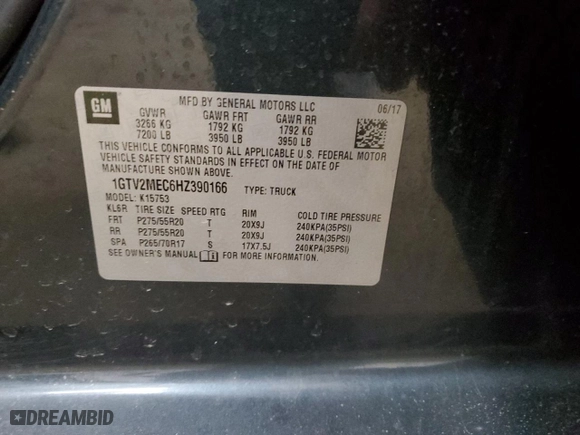 GM
MFD BY GENERAL MOTORS LLC
06/17
GVWR GAWR FRT GAWR RR
3266 KG 1792 KG 1792 KG
7200 LB 3950 LB 3950 LB
THIS VEHICLE CONFORMS TO ALL APPLICABLE U.S. FEDERAL MOTOR
VEHICLE SAFETY STANDARDS IN EFFECT ON THE DATE OF
MANUFACTURE SHOWN ABOVE.
1GTV2MEC6HZ390166 TYPE: TRUCK
MODEL: K15753
KL6R TIRE SIZE SPEED RTG RIM COLD TIRE PRESSURE
FRT P275/55R20 T 20X9J 240KPA(35PSI)
RR P275/55R20 T 20X9J 240KPA(35PSI)
SPA P265/70R17 S 17X7.5J 240KPA(35PSI)
SEE OWNER'S MANUAL FOR MORE INFORMATION.
DREAMBID